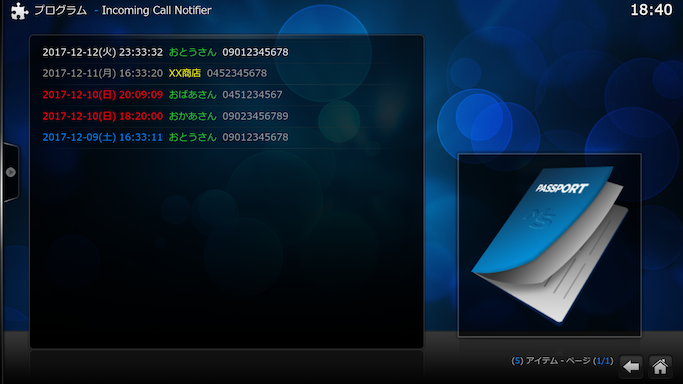 プログラム - Incoming Call Notifier
18:40
2017-12-12(火) 23:33:32 おとうさん 09012345678
2017-12-11(月) 16:33:20 XX商店 0452345678
2017-12-10(日) 20:09:09 おばあさん 0451234567
2017-12-10(日) 18:20:00 おかあさん 09023456789
2017-12-09(土) 16:33:11 おとうさん 09012345678
PASSPORT
(5) アイテム - ページ (1/1)